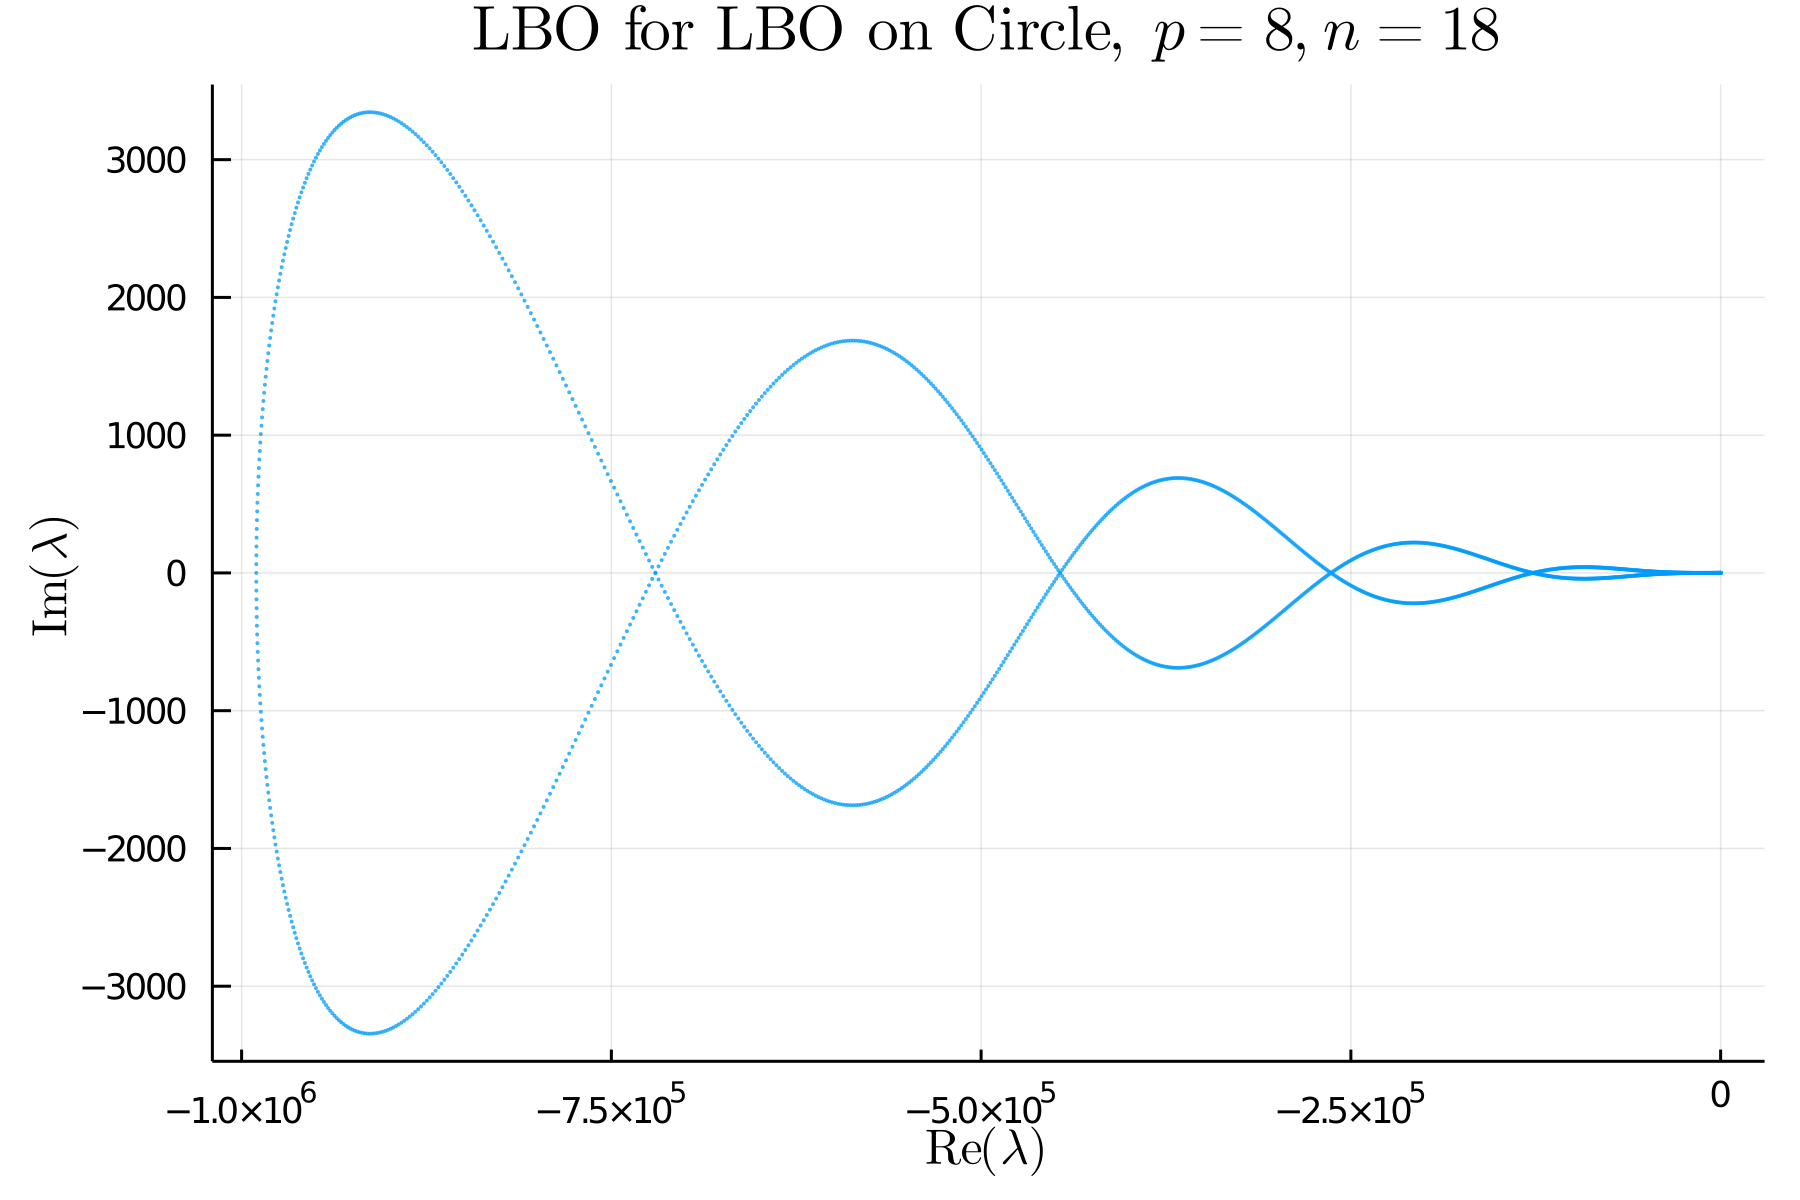 LBO for LBO on Circle, p = 8, n = 18
3000
2000
1000
0
−1000
−2000
−3000
Im(λ)
−1.0×10⁶ −7.5×10⁵ −5.0×10⁵ −2.5×10⁵ 0
Re(λ)